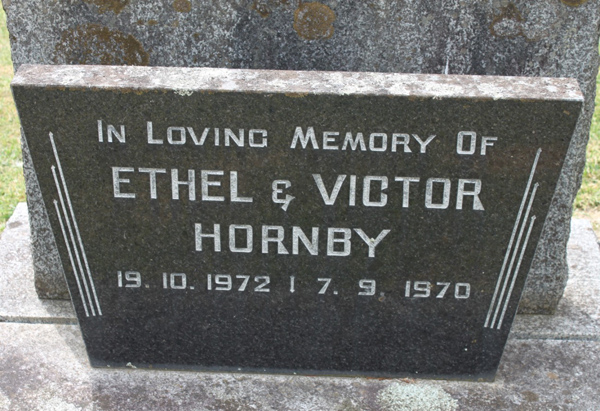 IN LOVING MEMORY OF
ETHEL & VICTOR
HORNBY
19. 10. 1972 | 7. 9. 1970